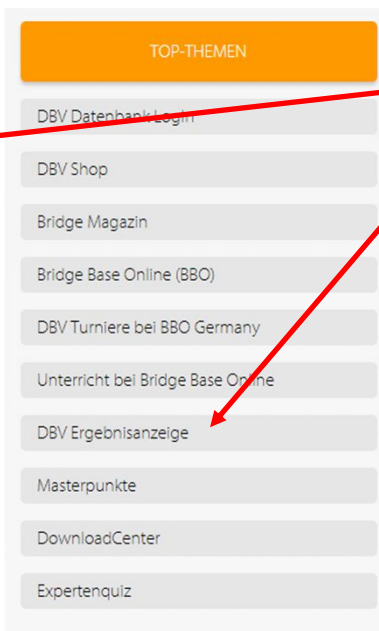 TOP-THEMEN
DBV Datenbank Login
DBV Shop
Bridge Magazin
Bridge Base Online (BBO)
DBV Turniere bei BBO Germany
Unterricht bei Bridge Base Online
DBV Ergebnisanzeige
Masterpunkte
DownloadCenter
Expertenquiz